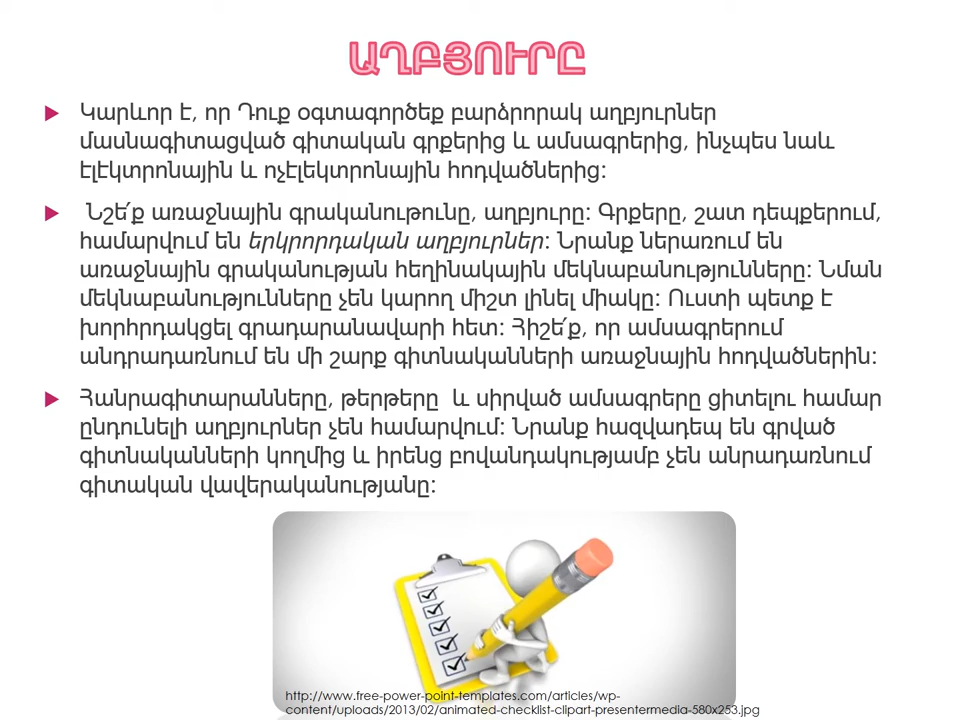 ԱՂԲՅՈՒՐԸ
Կարևոր է, որ Դուք օգտագործեք բարձրորակ աղբյուրներ
մասնագիտացված գիտական գրքերից և ամսագրերից, ինչպես նաև
էլէկտրոնային և ոչէլեկտրոնային հոդվածներից։
Նշե՛ք առաջնային գրականութունը, աղբյուրը։ Գրքերը, շատ դեպքերում,
համարվում են երկրորդական աղբյուրներ։ Նրանք ներառում են
առաջնային գրականության հեղինակային մեկնաբանությունները։ Նման
մեկնաբանությունները չեն կարող միշտ լինել միակը։ Ուստի պետք է
խորհրդակցել գրադարանավարի հետ։ Հիշե՛ք, որ ամսագրերում
անդրադառնում են մի շարք գիտնականների առաջնային հոդվածներին։
Հանրագիտարանները, թերթերը և սիրված ամսագրերը ցիտելու համար
ընդունելի աղբյուրներ չեն համարվում։ Նրանք հազվադեպ են գրված
գիտնականների կողմից և իրենց բովանդակությամբ չեն անրադառնում
գիտական վավերականությանը։
http://www.free-power-point-templates.com/articles/wp-
content/uploads/2013/02/animated-checklist-clipart-presentermedia-580x253.jpg